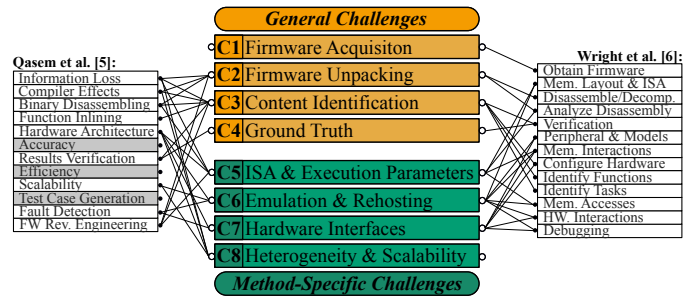 General Challenges
Qasem et al. [5]:
Information Loss
Compiler Effects
Binary Disassembling
Function Inlining
Hardware Architecture
Accuracy
Results Verification
Efficiency
Scalability
Test Case Generation
Fault Detection
FW Rev. Engineering
C1 Firmware Acquisiton
C2 Firmware Unpacking
C3 Content Identification
C4 Ground Truth
C5 ISA & Execution Parameters
C6 Emulation & Rehosting
C7 Hardware Interfaces
C8 Heterogeneity & Scalability
Method-Specific Challenges
Wright et al. [6]:
Obtain Firmware
Mem. Layout & ISA
Disassemble/Decomp.
Analyze Disassembly
Verification
Peripheral & Models
Mem. Interactions
Configure Hardware
Identify Functions
Identify Tasks
Mem. Accesses
HW. Interactions
Debugging